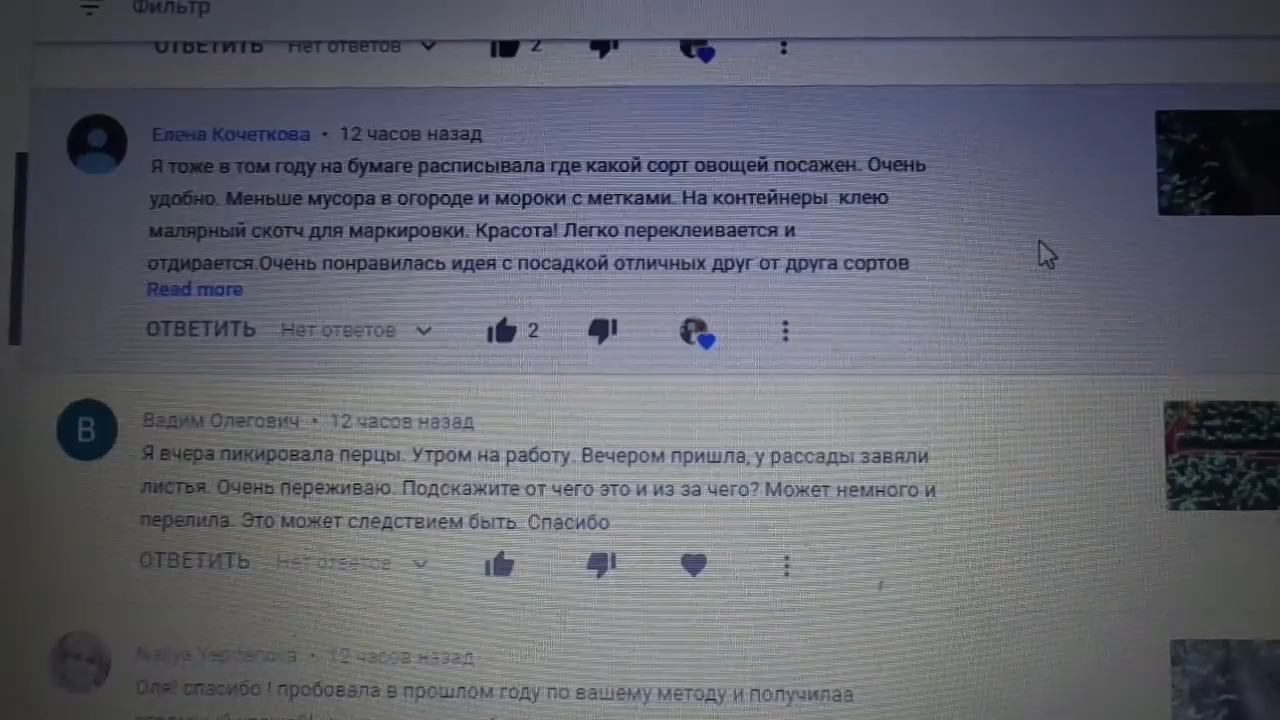 Фильтр
ОТВЕТИТЬ Нет ответов 2
Елена Кочеткова • 12 часов назад
Я тоже в том году на бумаге расписывала где какой сорт овощей посажен. Очень
удобно. Меньше мусора в огороде и мороки с метками. На контейнеры клею
малярный скотч для маркировки. Красота! Легко переклеивается и
отдирается.Очень понравилась идея с посадкой отличных друг от друга сортов
Read more
ОТВЕТИТЬ Нет ответов 2
В
Вадим Олегович • 12 часов назад
Я вчера пикировала перцы. Утром на работу. Вечером пришла, у рассады завяли
листья. Очень переживаю. Подскажите от чего это и из за чего? Может немного и
перелила. Это может следствием быть. Спасибо
ОТВЕТИТЬ Нет ответов
• 12 часов назад
Оля! спасибо ! пробовала в прошлом году по вашему методу и получилаа